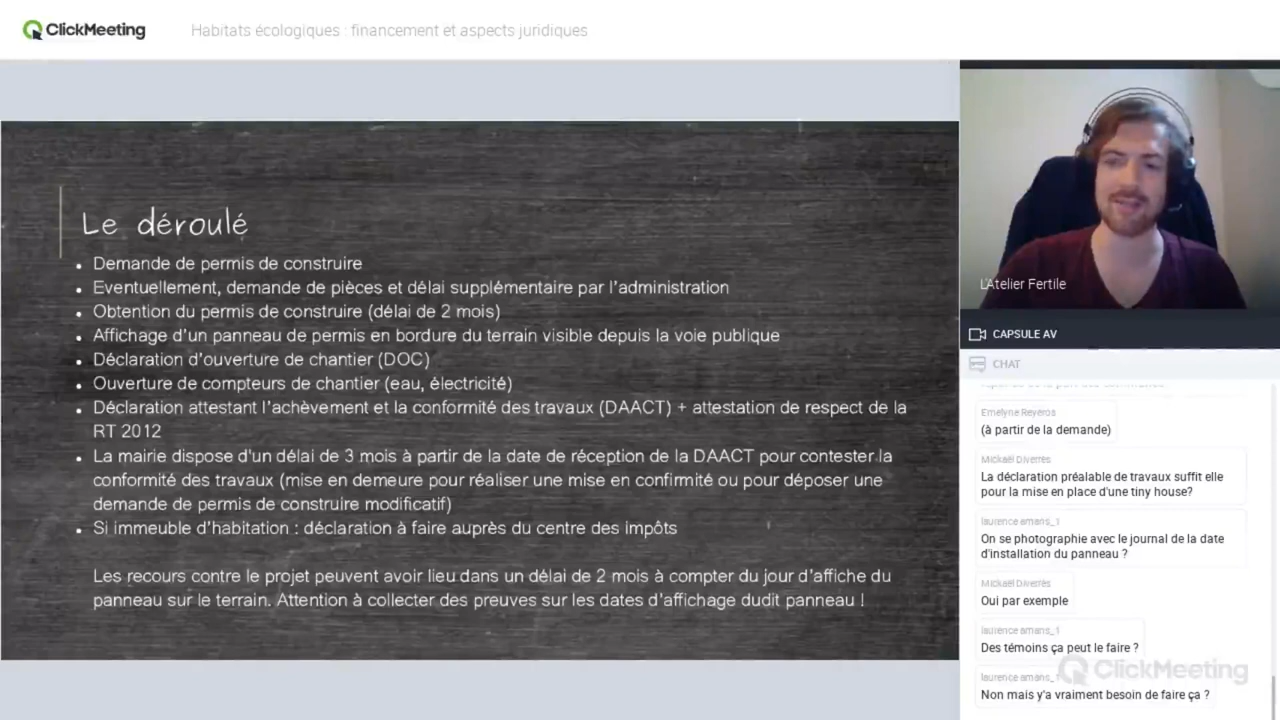 ClickMeeting
Habitats écologiques : financement et aspects juridiques
Le déroulé
• Demande de permis de construire
• Eventuellement, demande de pièces et délai supplémentaire par l'administration
• Obtention du permis de construire (délai de 2 mois)
• Affichage d'un panneau de permis en bordure du terrain visible depuis la voie publique
• Déclaration d'ouverture de chantier (DOC)
• Ouverture de compteurs de chantier (eau, électricité)
• Déclaration attestant l'achèvement et la conformité des travaux (DAACT) + attestation de respect de la
RT 2012
• La mairie dispose d'un délai de 3 mois à partir de la date de réception de la DAACT pour contester la
conformité des travaux (mise en demeure pour réaliser une mise en confirmité ou pour déposer une
demande de permis de construire modificatif)
• Si immeuble d'habitation : déclaration à faire auprès du centre des impôts
Les recours contre le projet peuvent avoir lieu dans un délai de 2 mois à compter du jour d'affiche du
panneau sur le terrain. Attention à collecter des preuves sur les dates d'affichage dudit panneau !
L'Atelier Fertile
CAPSULE AV
CHAT
Emelyne Reveros
(à partir de la demande)
Mickaël Diverrès
La déclaration préalable de travaux suffit elle
pour la mise en place d'une tiny house?
laurence amans_1
On se photographie avec le journal de la date
d'installation du panneau ?
Mickaël Diverrès
Oui par exemple
laurence amans_1
Des témoins ça peut le faire ?
ClickMeeting
laurence amans_1
Non mais y'a vraiment besoin de faire ça ?